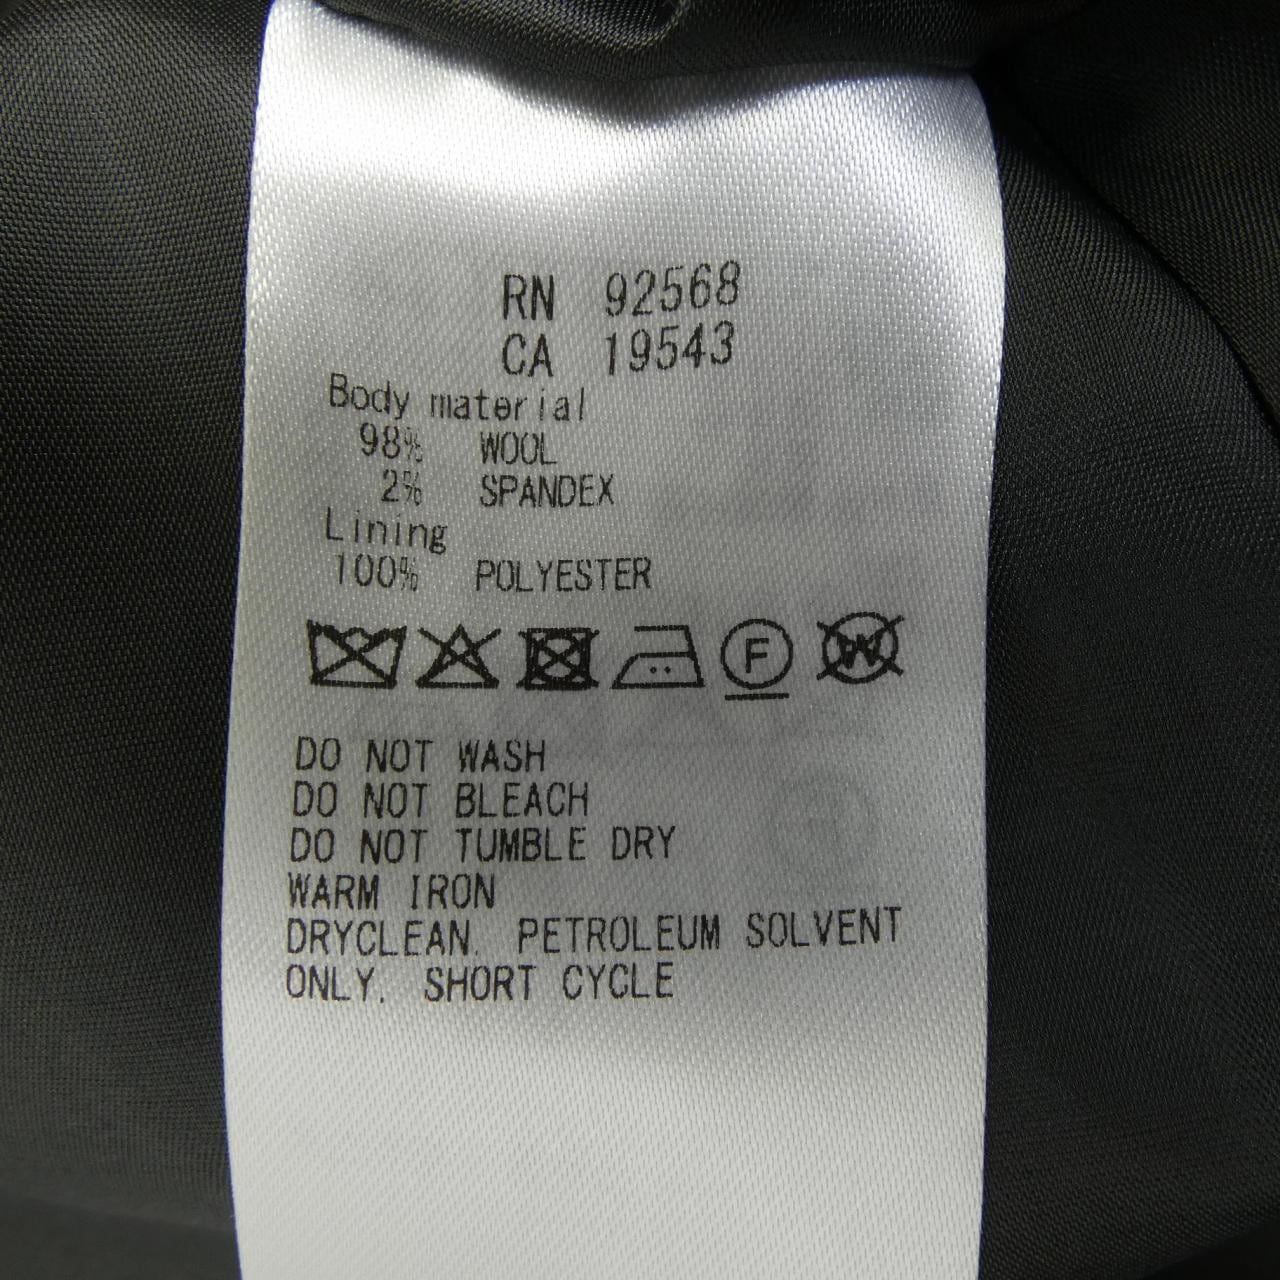 RN 92568
CA 19543
Body material
98% WOOL
2% SPANDEX
Lining
100% POLYESTER
F W
DO NOT WASH
DO NOT BLEACH
DO NOT TUMBLE DRY
WARM IRON
DRYCLEAN. PETROLEUM SOLVENT
ONLY. SHORT CYCLE